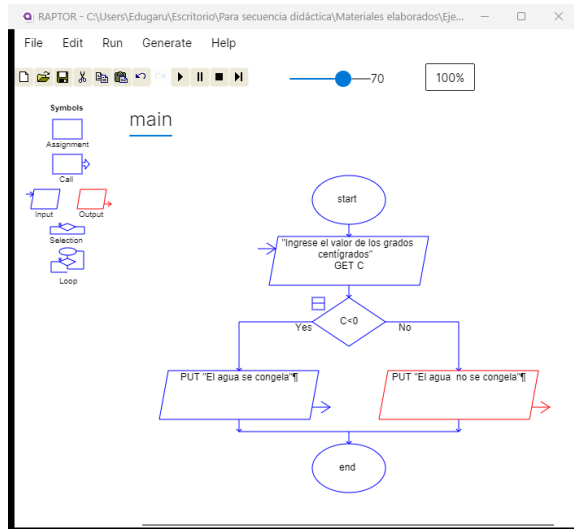 RAPTOR - C:\Users\Edugaru\Escritorio\Para secuencia didáctica\Materiales elaborados\Eje...
File Edit Run Generate Help
70
100%
Symbols
Assignment
Call
Input Output
Selection
Loop
main
start
"Ingrese el valor de los grados
centígrados"
GET C
C<0
Yes No
PUT "El agua se congela"¶
PUT "El agua  no se congela"¶
end